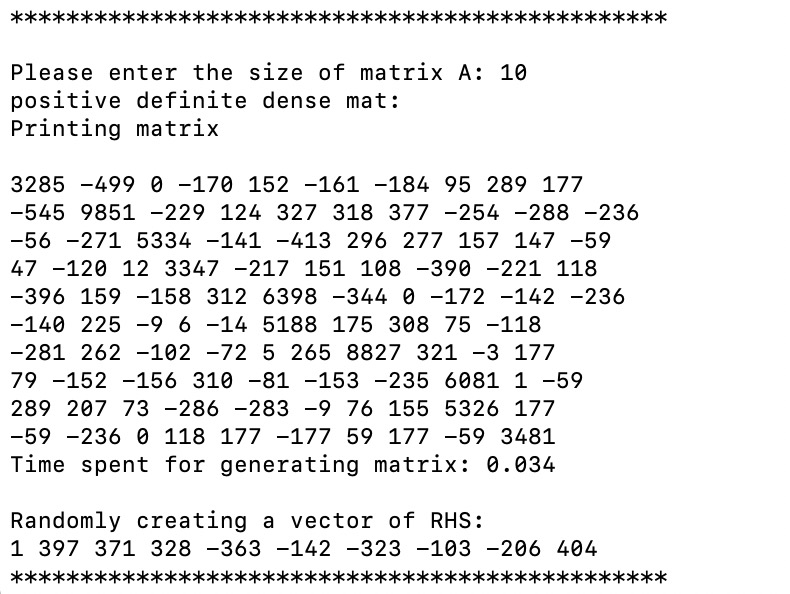 ***********************************************
Please enter the size of matrix A: 10
positive definite dense mat:
Printing matrix
3285 −499 0 −170 152 −161 −184 95 289 177
−545 9851 −229 124 327 318 377 −254 −288 −236
−56 −271 5334 −141 −413 296 277 157 147 −59
47 −120 12 3347 −217 151 108 −390 −221 118
−396 159 −158 312 6398 −344 0 −172 −142 −236
−140 225 −9 6 −14 5188 175 308 75 −118
−281 262 −102 −72 5 265 8827 321 −3 177
79 −152 −156 310 −81 −153 −235 6081 1 −59
289 207 73 −286 −283 −9 76 155 5326 177
−59 −236 0 118 177 −177 59 177 −59 3481
Time spent for generating matrix: 0.034
Randomly creating a vector of RHS:
1 397 371 328 −363 −142 −323 −103 −206 404
***********************************************